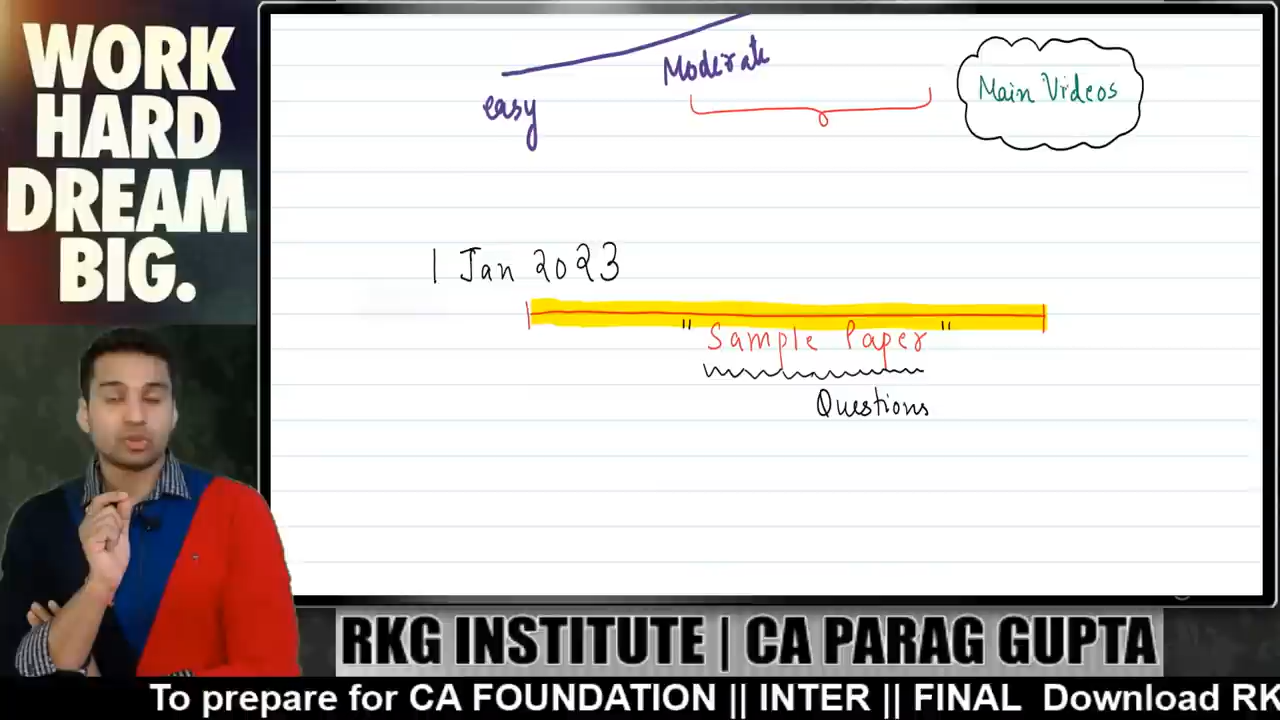 WORK
HARD
DREAM
BIG.
easy
Moderate
Main Videos
1 Jan 2023
" Sample Paper "
Questions
RKG INSTITUTE | CA PARAG GUPTA
To prepare for CA FOUNDATION || INTER || FINAL Download RK